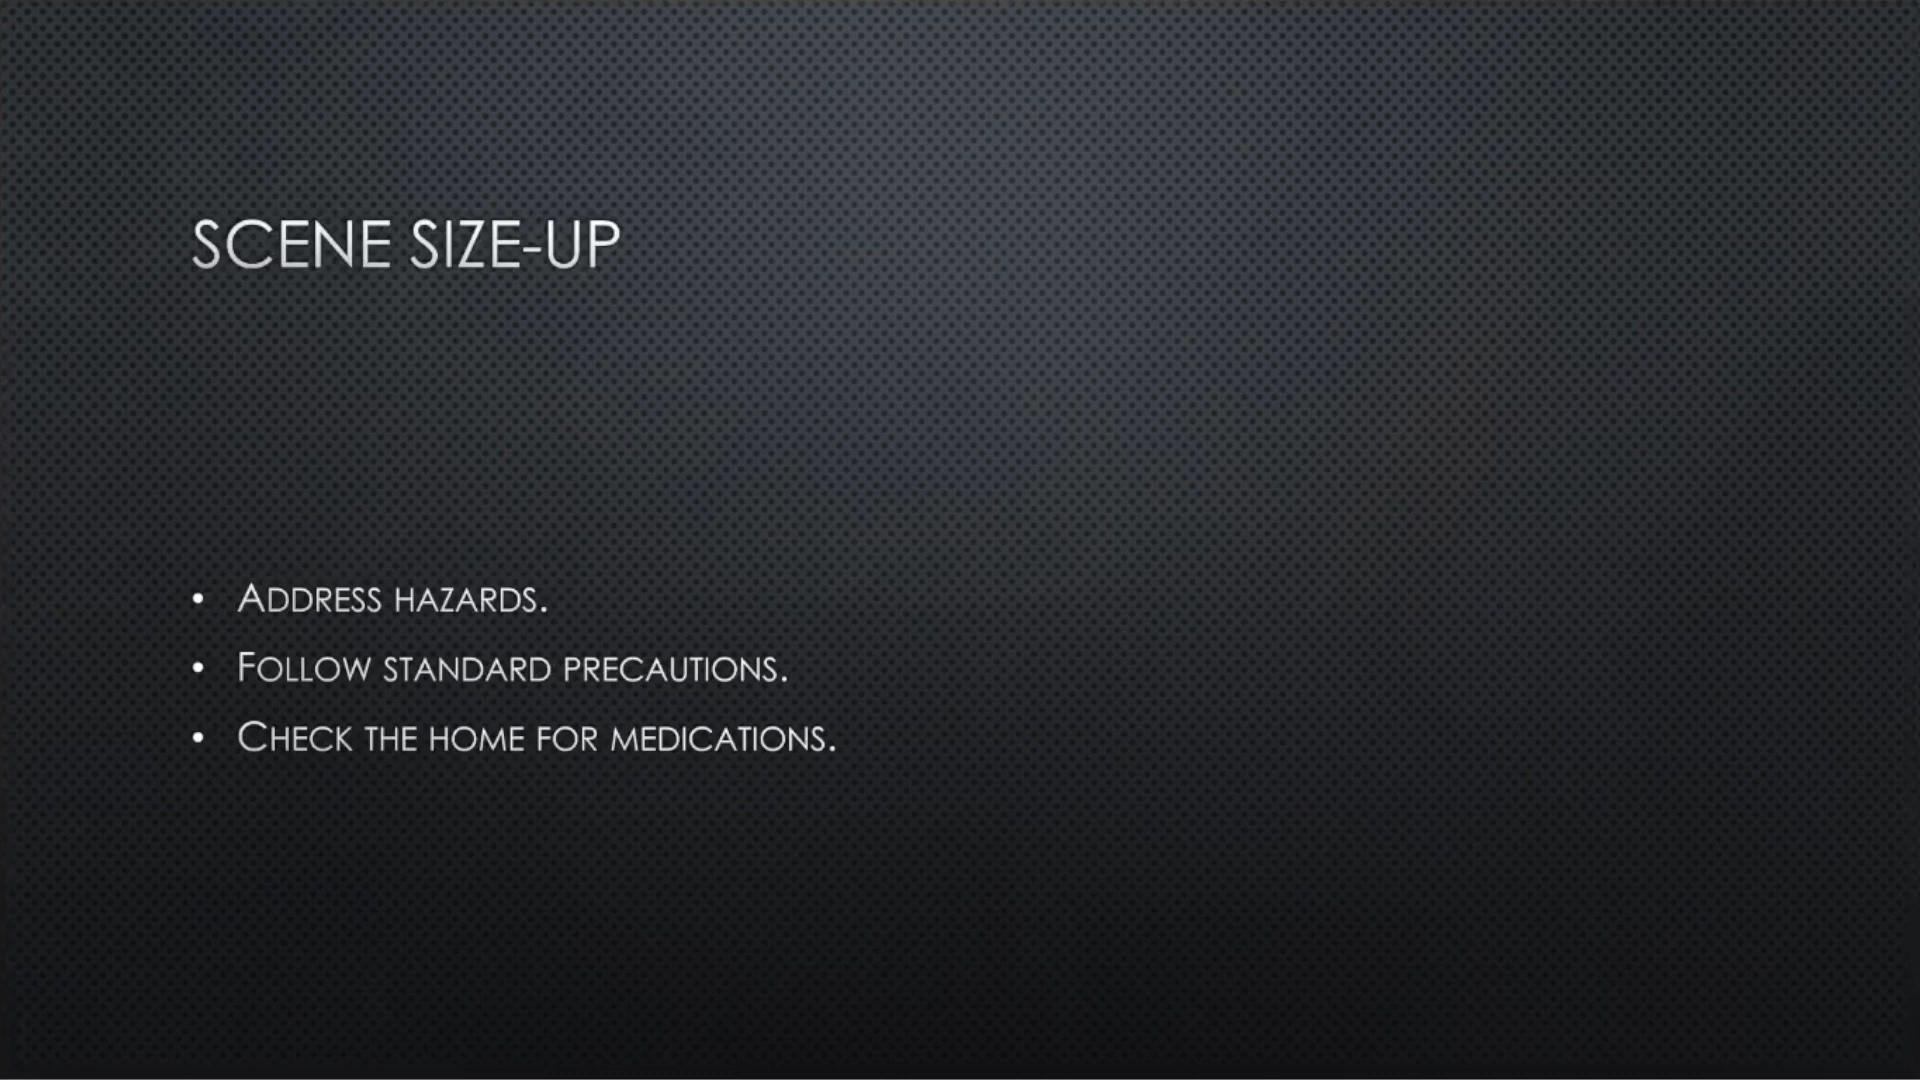 SCENE SIZE-UP
• ADDRESS HAZARDS.
• FOLLOW STANDARD PRECAUTIONS.
• CHECK THE HOME FOR MEDICATIONS.